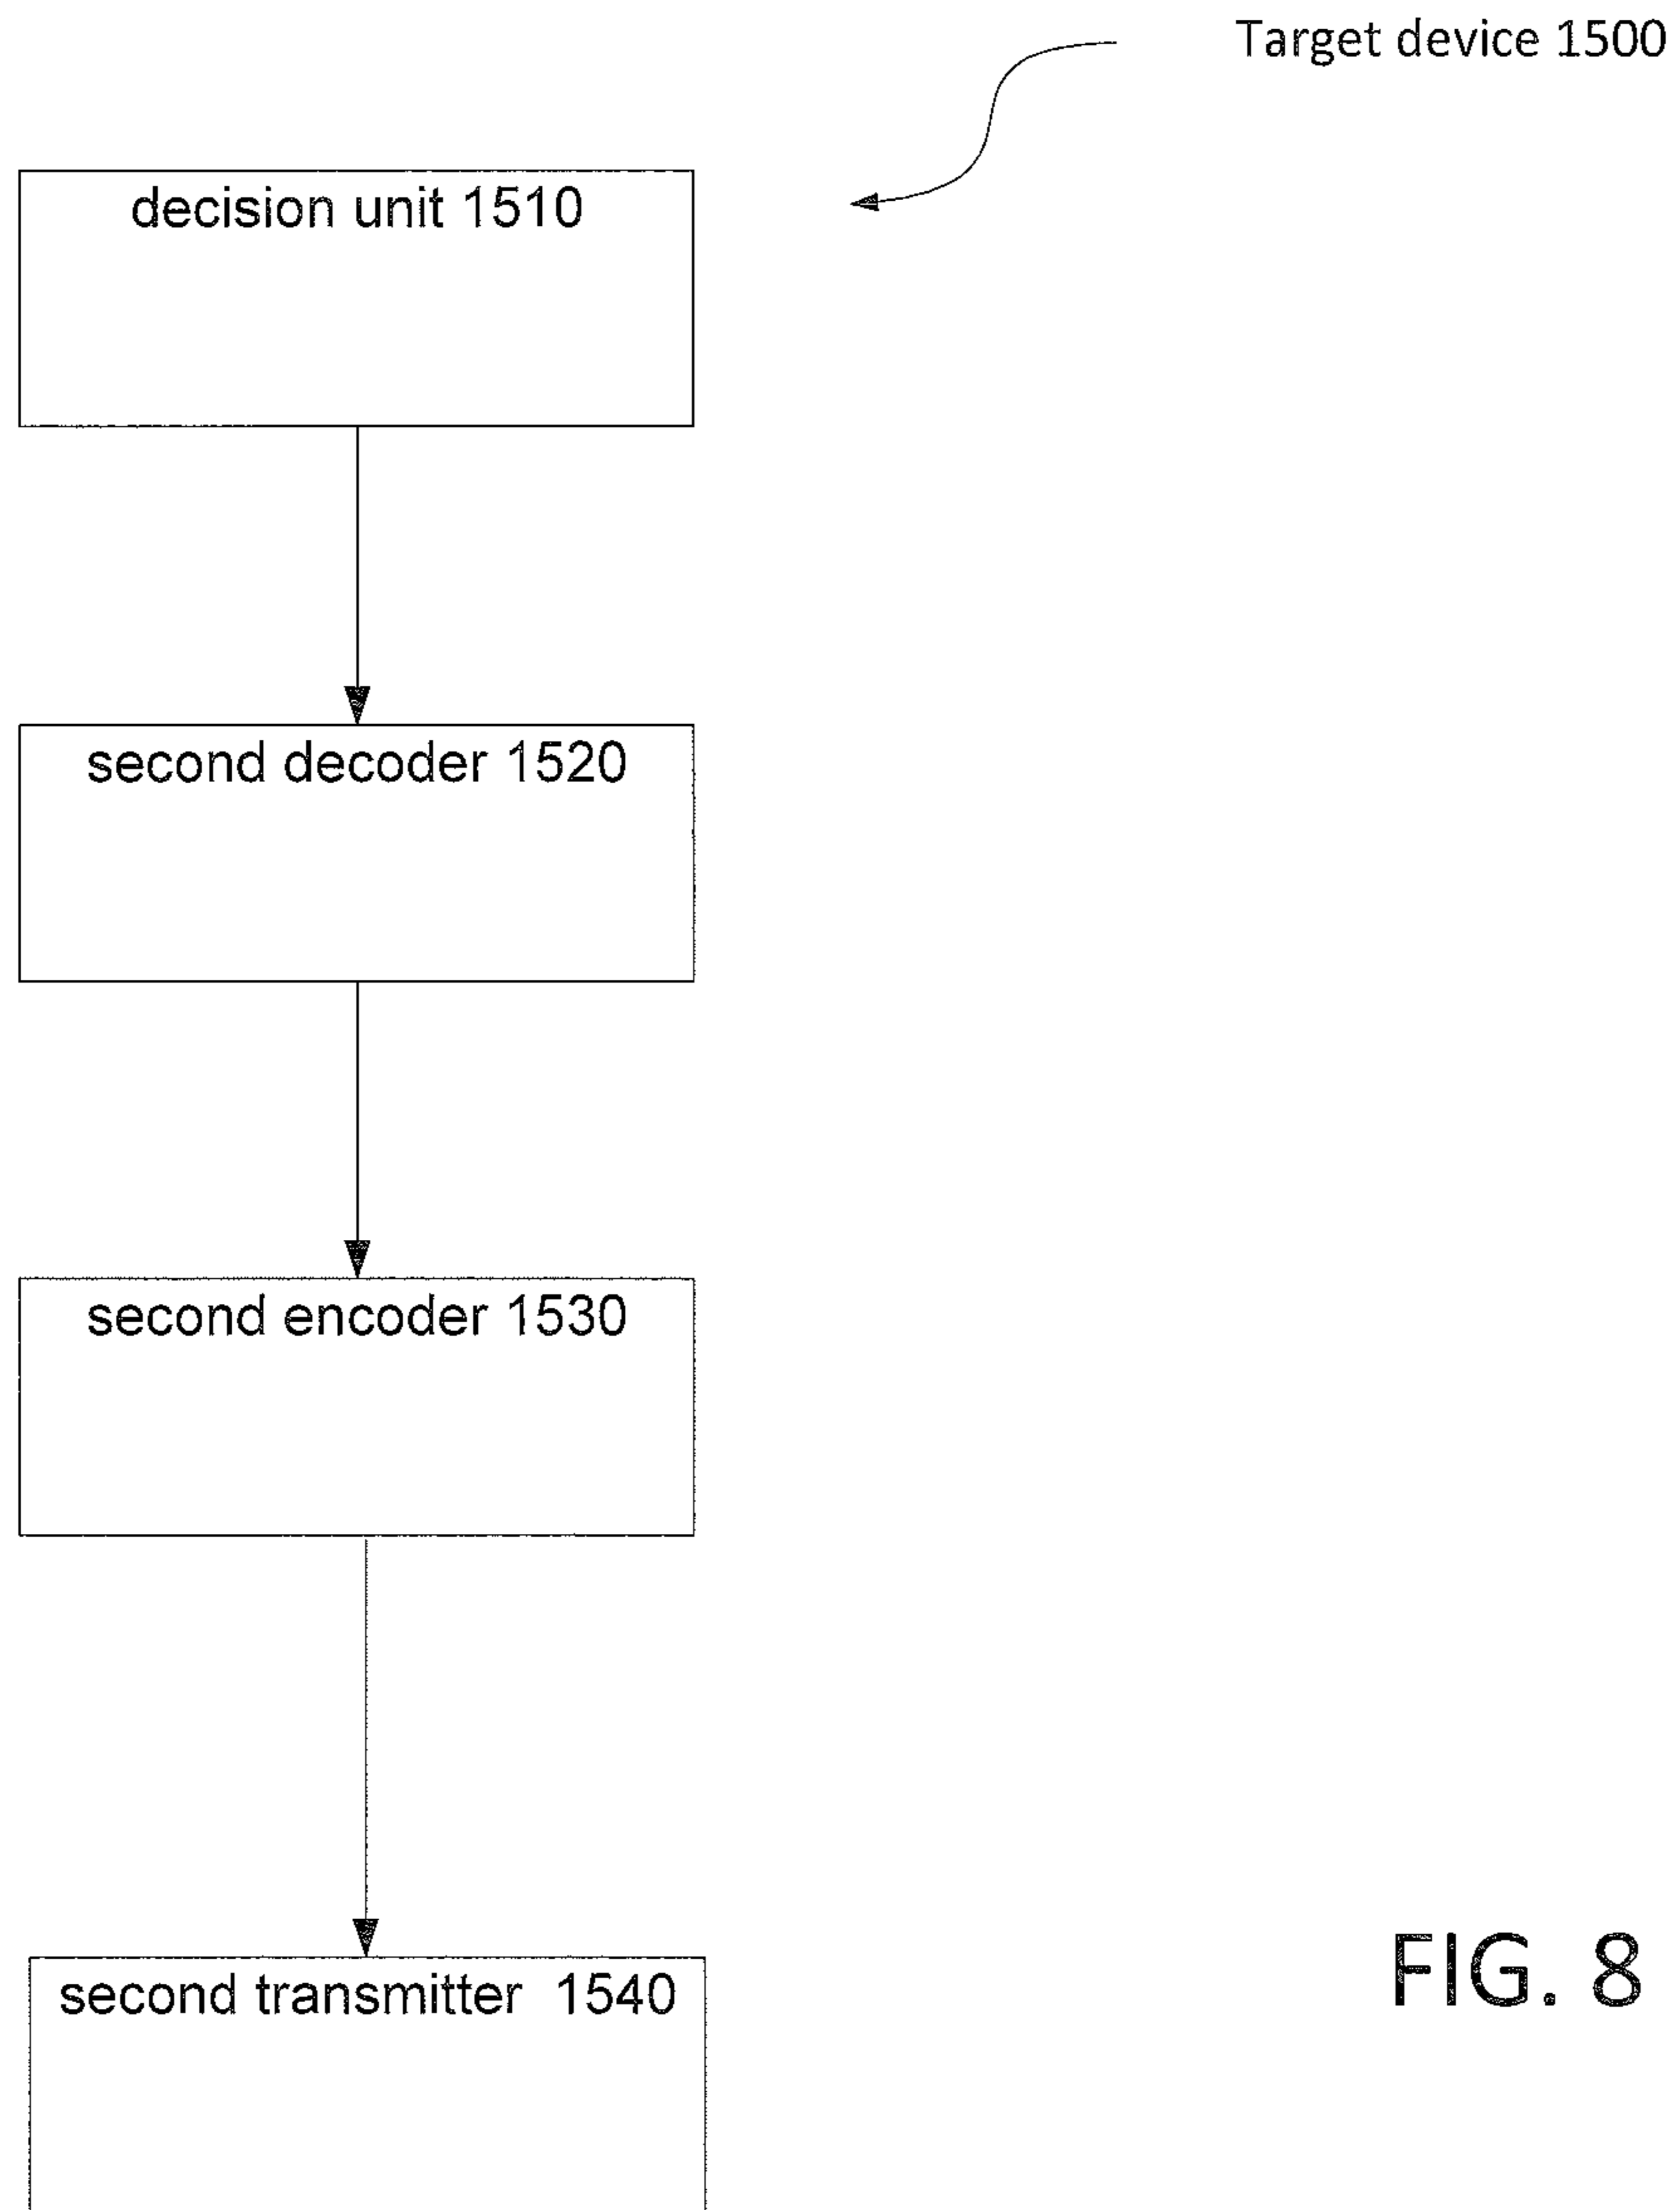 Target device 1500
decision unit 1510
second decoder 1520
second encoder 1530
second transmitter 1540
FIG. 8